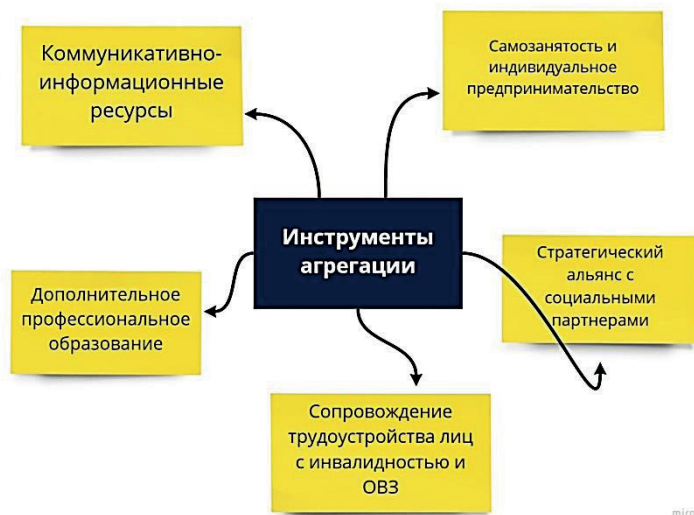 Коммуникативно-
информационные
ресурсы
Самозанятость и
индивидуальное
предпринимательство
Инструменты
агрегации
Стратегический
альянс с
социальными
партнерами
Дополнительное
профессиональное
образование
Сопровождение
трудоустройства лиц
с инвалидностью и
ОВЗ
miro